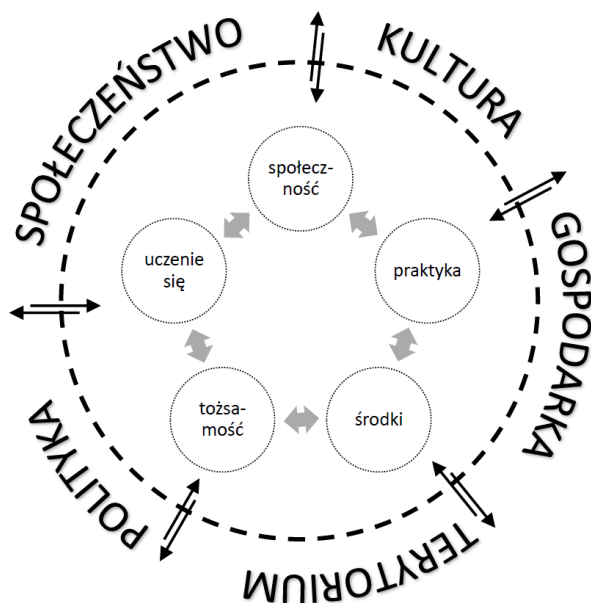 SPOŁECZEŃSTWO
KULTURA
GOSPODARKA
TERYTORIUM
POLITYKA
społecz-
ność
praktyka
środki
tożsa-
mość
uczenie
się